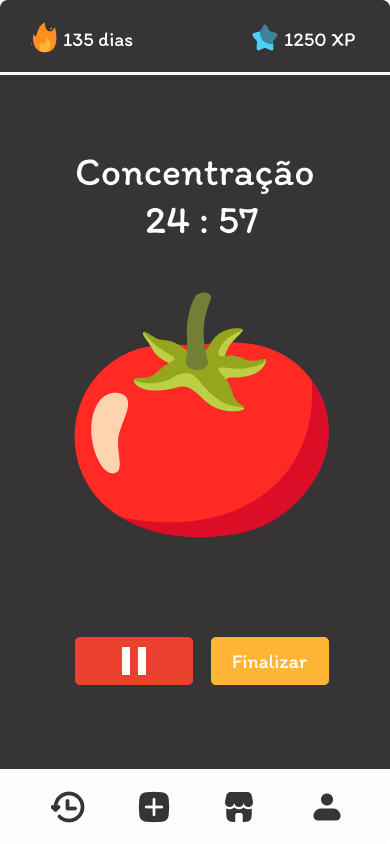 135 dias
1250 XP
Concentração
24 : 57
Finalizar